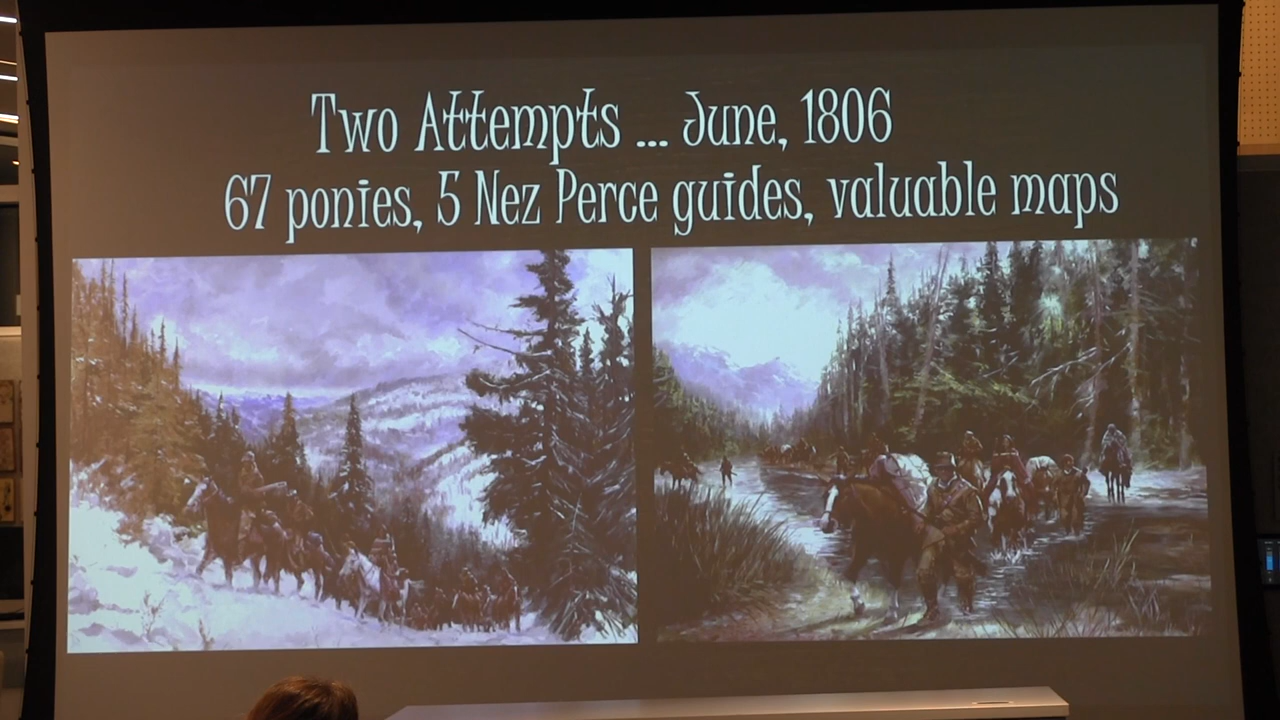 Two Attempts ... June, 1806
67 ponies, 5 Nez Perce guides, valuable maps